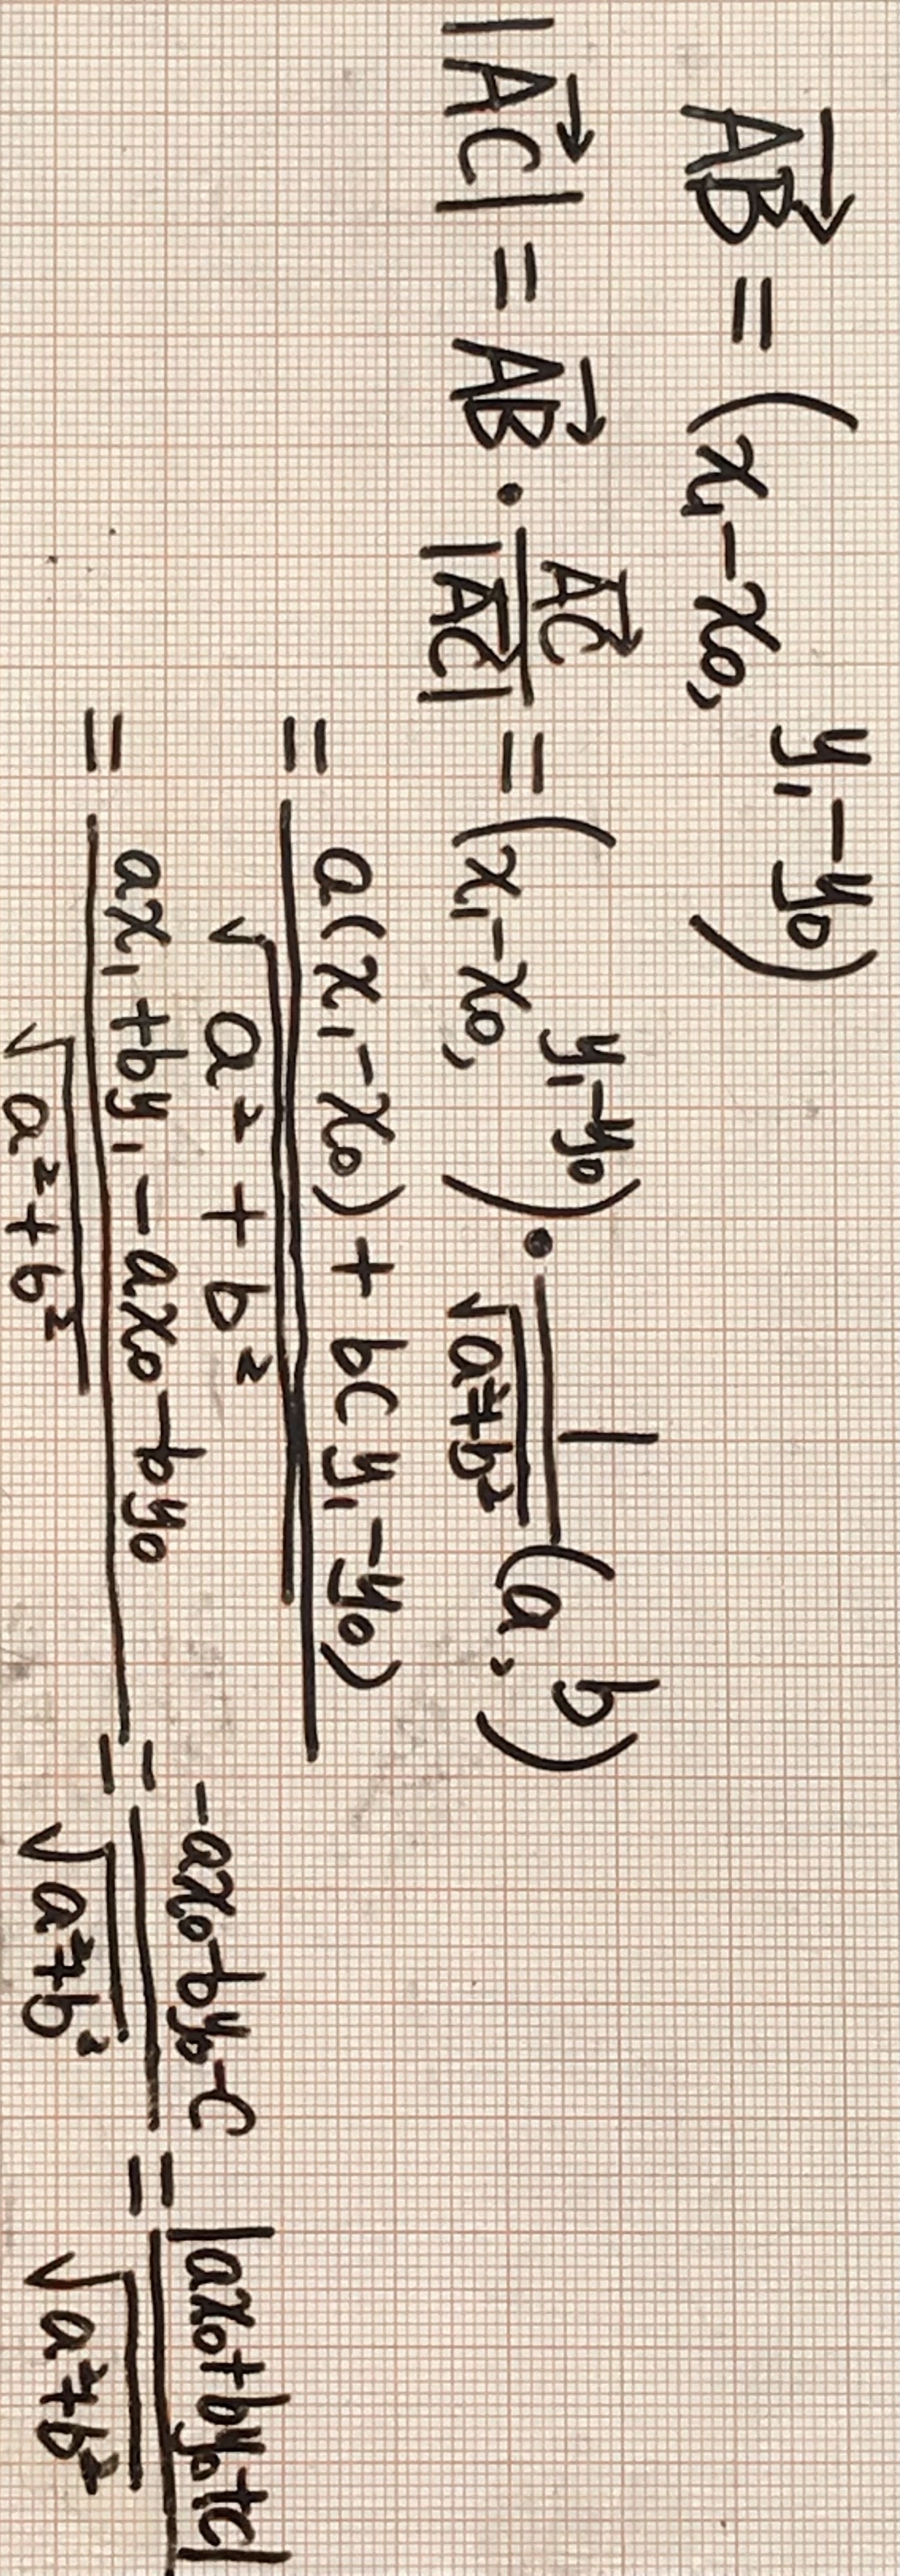 $\overrightarrow{AB} = (x_1 - x_0, y_1 - y_0)$
$|\overrightarrow{AC}| = \overrightarrow{AB} \cdot \frac{\overrightarrow{AC}}{|\overrightarrow{AC}|} = (x_1 - x_0, y_1 - y_0) \cdot \frac{1}{\sqrt{a^2+b^2}}(a, b)$
$= \frac{a(x_1 - x_0) + b(y_1 - y_0)}{\sqrt{a^2 + b^2}}$
$= \frac{ax_1 + by_1 - ax_0 - by_0}{\sqrt{a^2+b^2}} = \frac{-ax_0 - by_0 - c}{\sqrt{a^2+b^2}} = \frac{|ax_0 + by_0 + c|}{\sqrt{a^2+b^2}}$